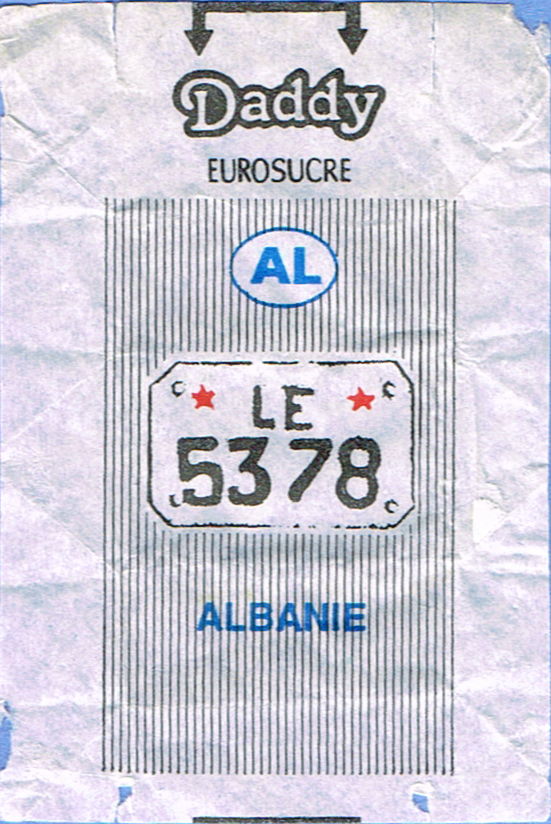 Daddy
EUROSUCRE
AL
LE
5378
ALBANIE